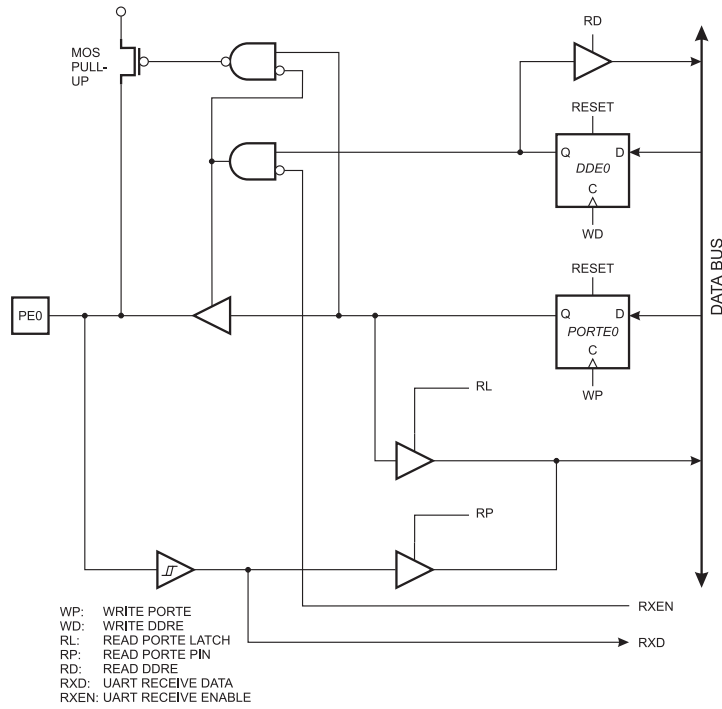 RD
MOS
PULL-
UP
RESET
Q
D
DDE0
C
WD
DATA BUS
RESET
PE0
Q
D
PORTE0
C
WP
RL
RP
RXEN
RXD
WP: WRITE PORTE
WD: WRITE DDRE
RL: READ PORTE LATCH
RP: READ PORTE PIN
RD: READ DDRE
RXD: UART RECEIVE DATA
RXEN: UART RECEIVE ENABLE